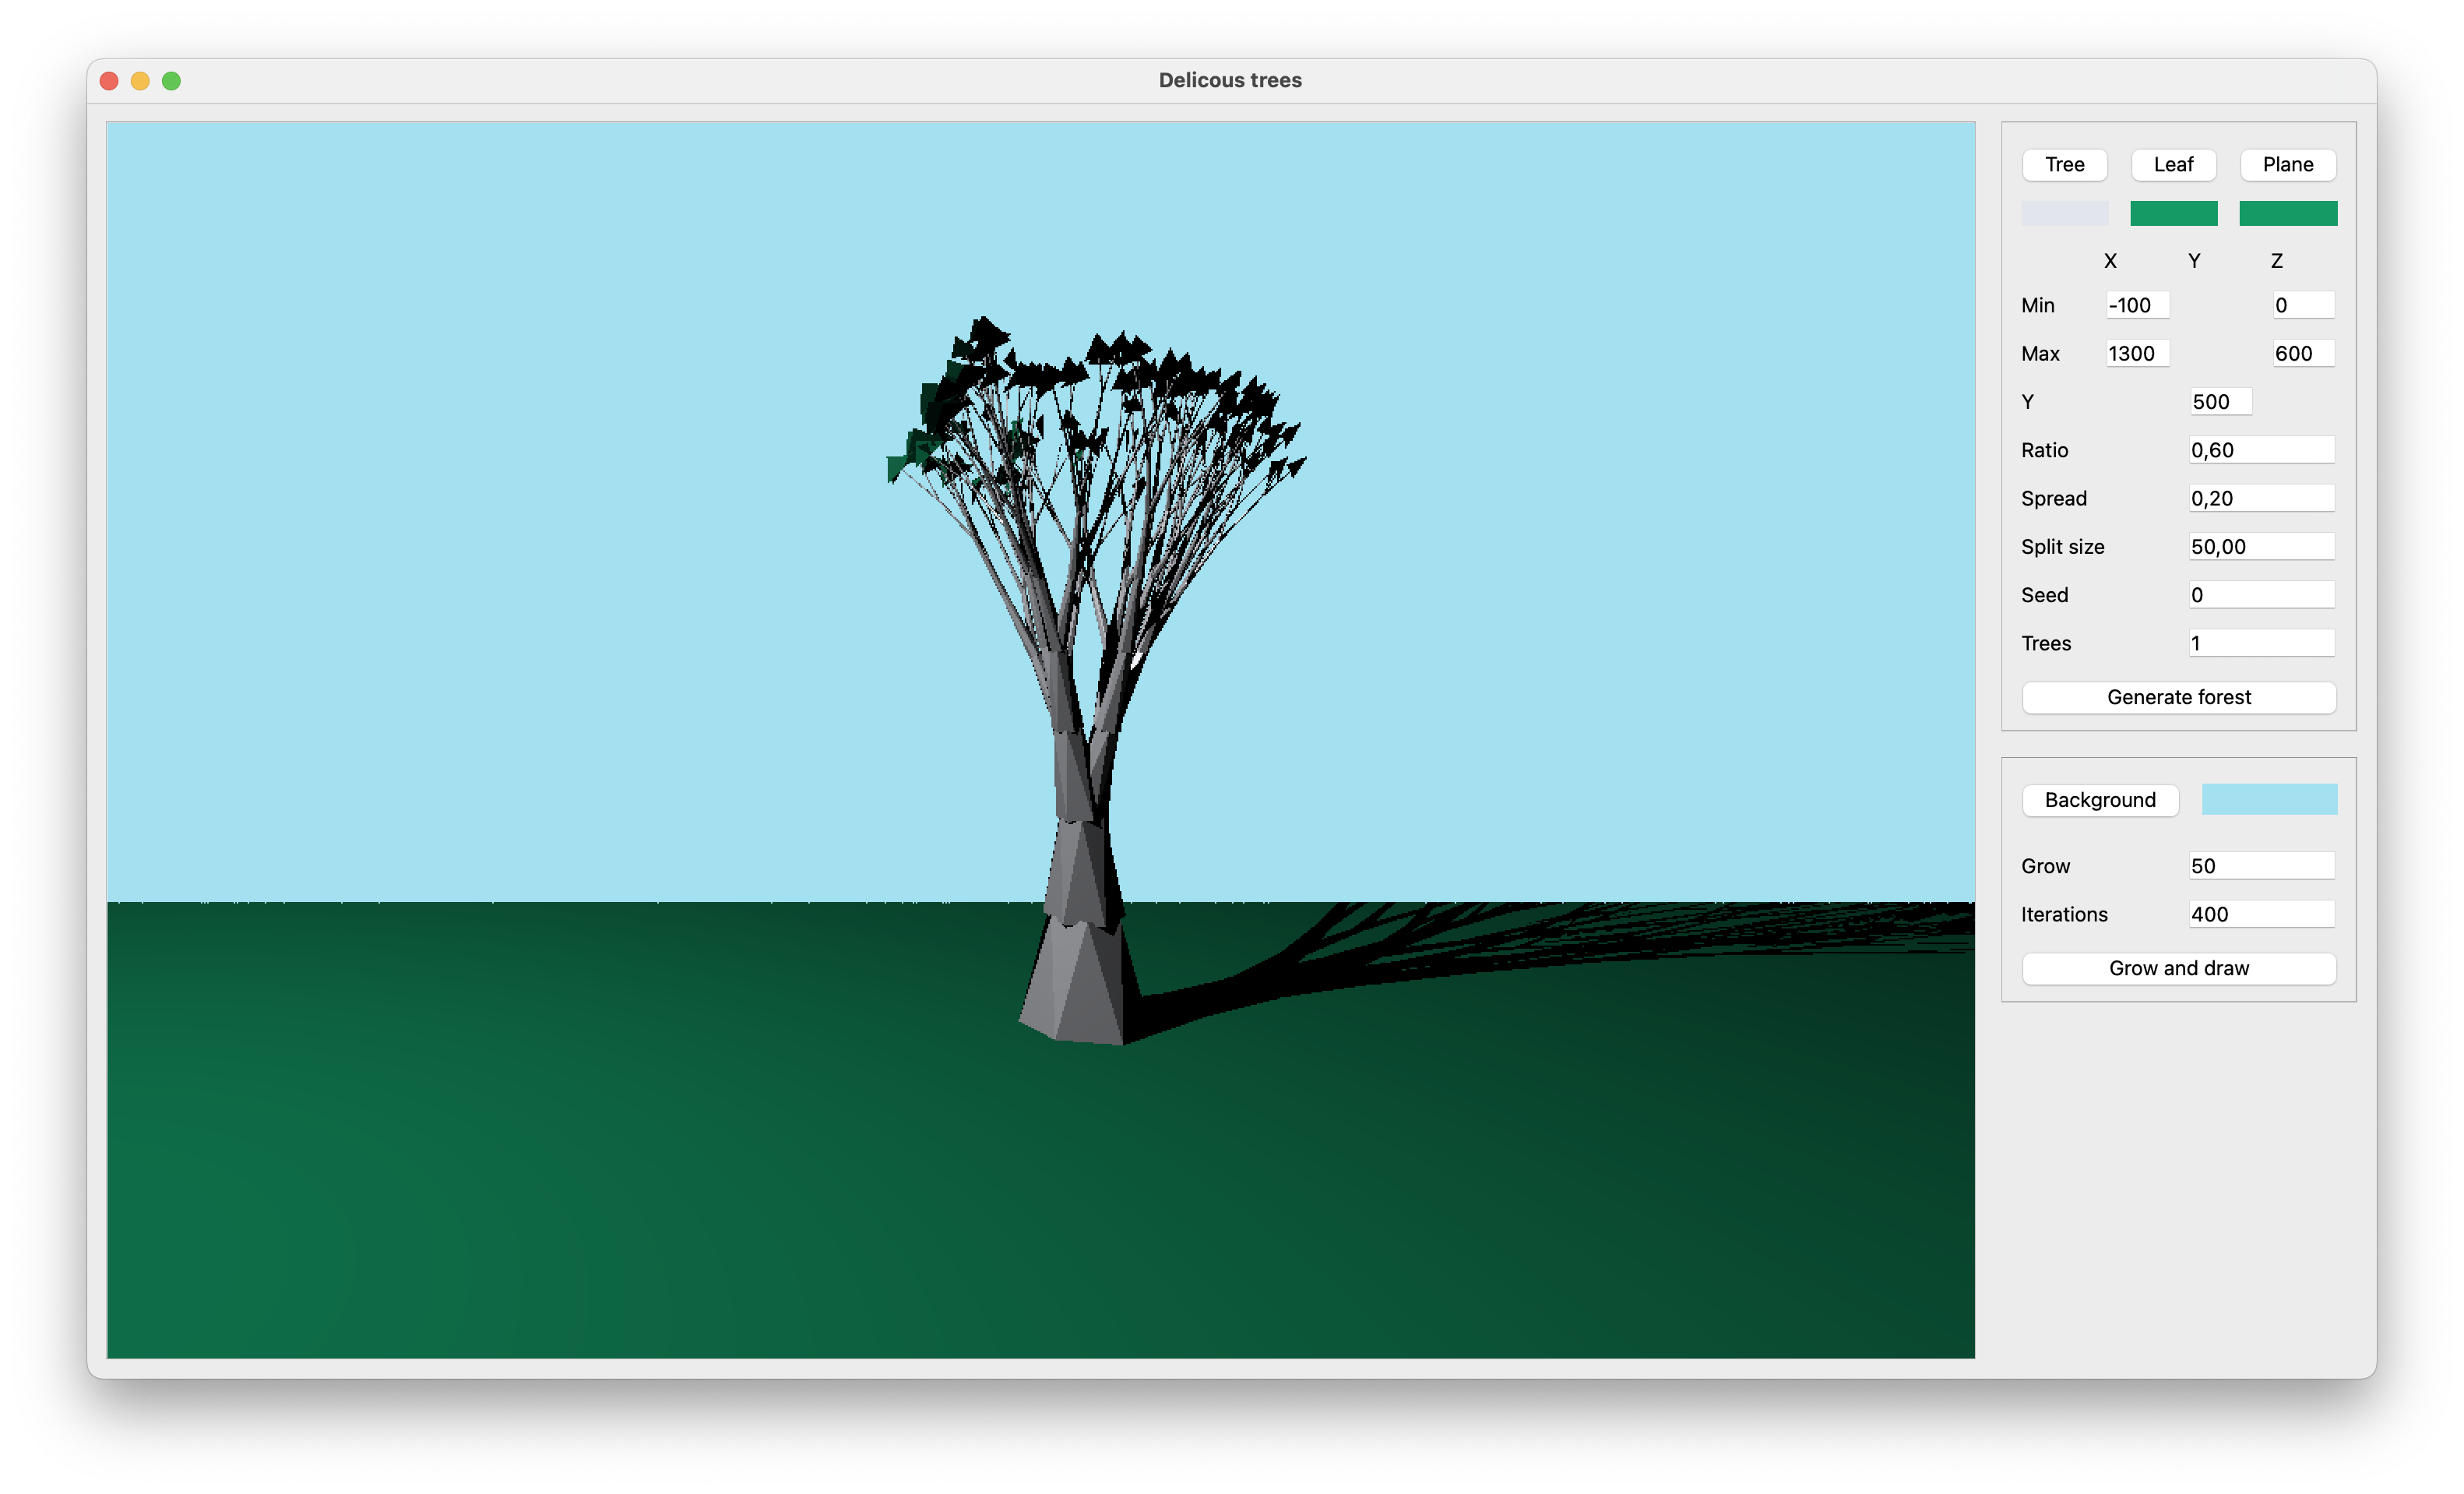 Delicous trees
Tree Leaf Plane
X Y Z
Min -100 0
Max 1300 600
Y 500
Ratio 0,60
Spread 0,20
Split size 50,00
Seed 0
Trees 1
Generate forest
Background
Grow 50
Iterations 400
Grow and draw